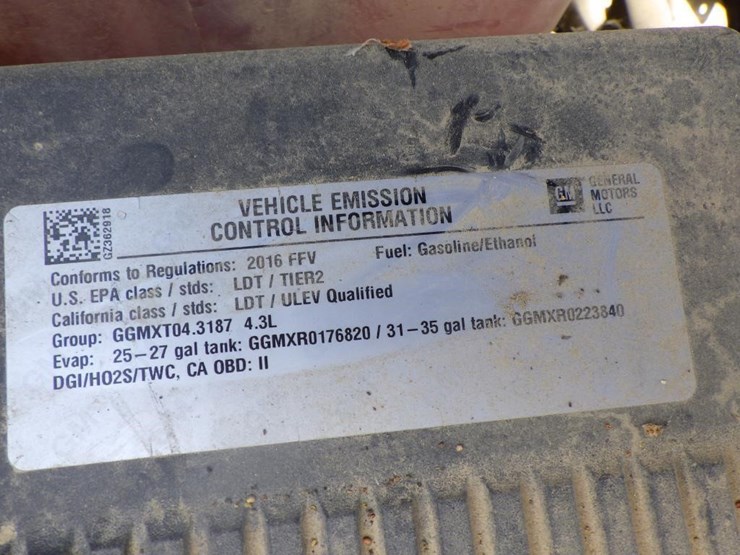 GZ362918
VEHICLE EMISSION
CONTROL INFORMATION
GM
GENERAL
MOTORS
LLC
Conforms to Regulations: 2016 FFV Fuel: Gasoline/Ethanol
U.S. EPA class / stds: LDT / TIER2
California class / stds: LDT / ULEV Qualified
Group: GGMXT04.3187 4.3L
Evap: 25-27 gal tank: GGMXR0176820 / 31-35 gal tank: GGMXR0223840
DGI/HO2S/TWC, CA OBD: II